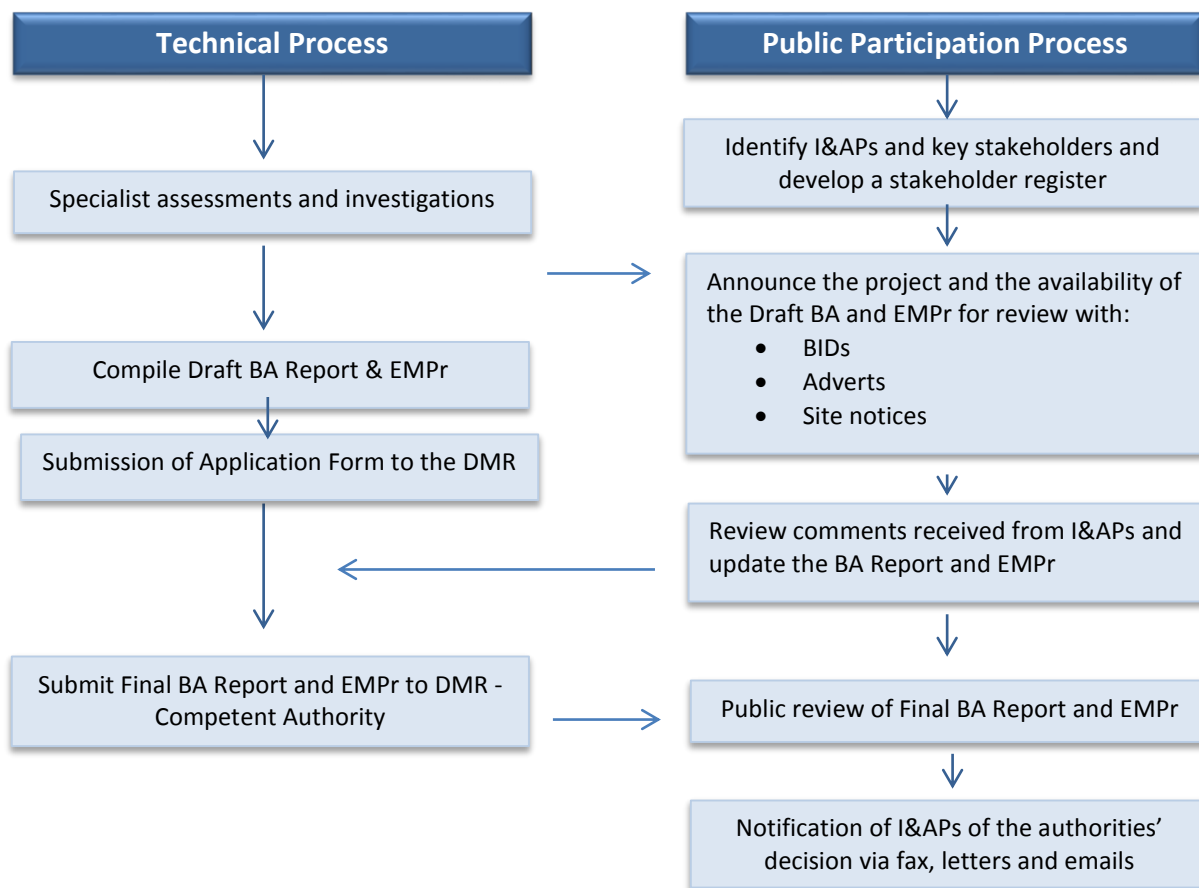 Technical Process
Specialist assessments and investigations
Compile Draft BA Report & EMPr
Submission of Application Form to the DMR
Submit Final BA Report and EMPr to DMR -
Competent Authority
Public Participation Process
Identify I&APs and key stakeholders and
develop a stakeholder register
Announce the project and the availability of
the Draft BA and EMPr for review with:
• BIDs
• Adverts
• Site notices
Review comments received from I&APs and
update the BA Report and EMPr
Public review of Final BA Report and EMPr
Notification of I&APs of the authorities’
decision via fax, letters and emails